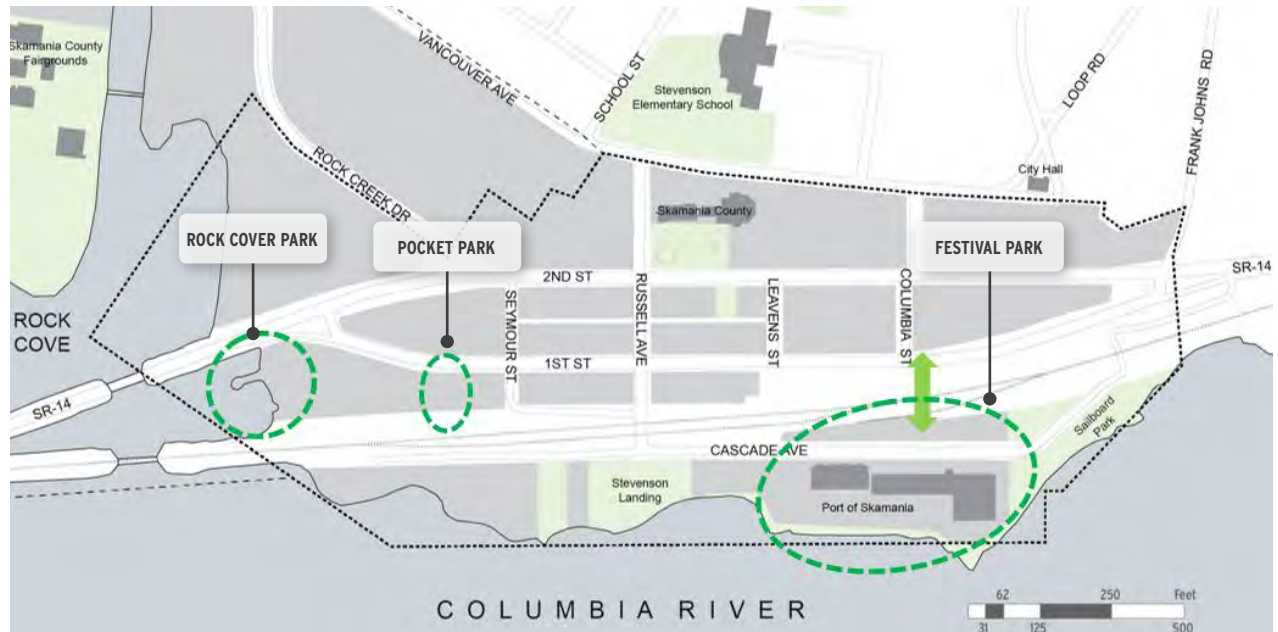 Skamania County
Fairgrounds
VANCOUVER AVE
SCHOOL ST
Stevenson
Elementary School
LOOP RD
FRANK JOHNS RD
City Hall
ROCK CREEK DR
Skamania County
ROCK COVER PARK
POCKET PARK
FESTIVAL PARK
2ND ST
SEYMOUR ST
RUSSELL AVE
LEAVENS ST
COLUMBIA ST
SR-14
ROCK
COVE
1ST ST
SR-14
Sailboard
Park
CASCADE AVE
Stevenson
Landing
Port of Skamania
COLUMBIA RIVER
62 250 Feet
31 125 500